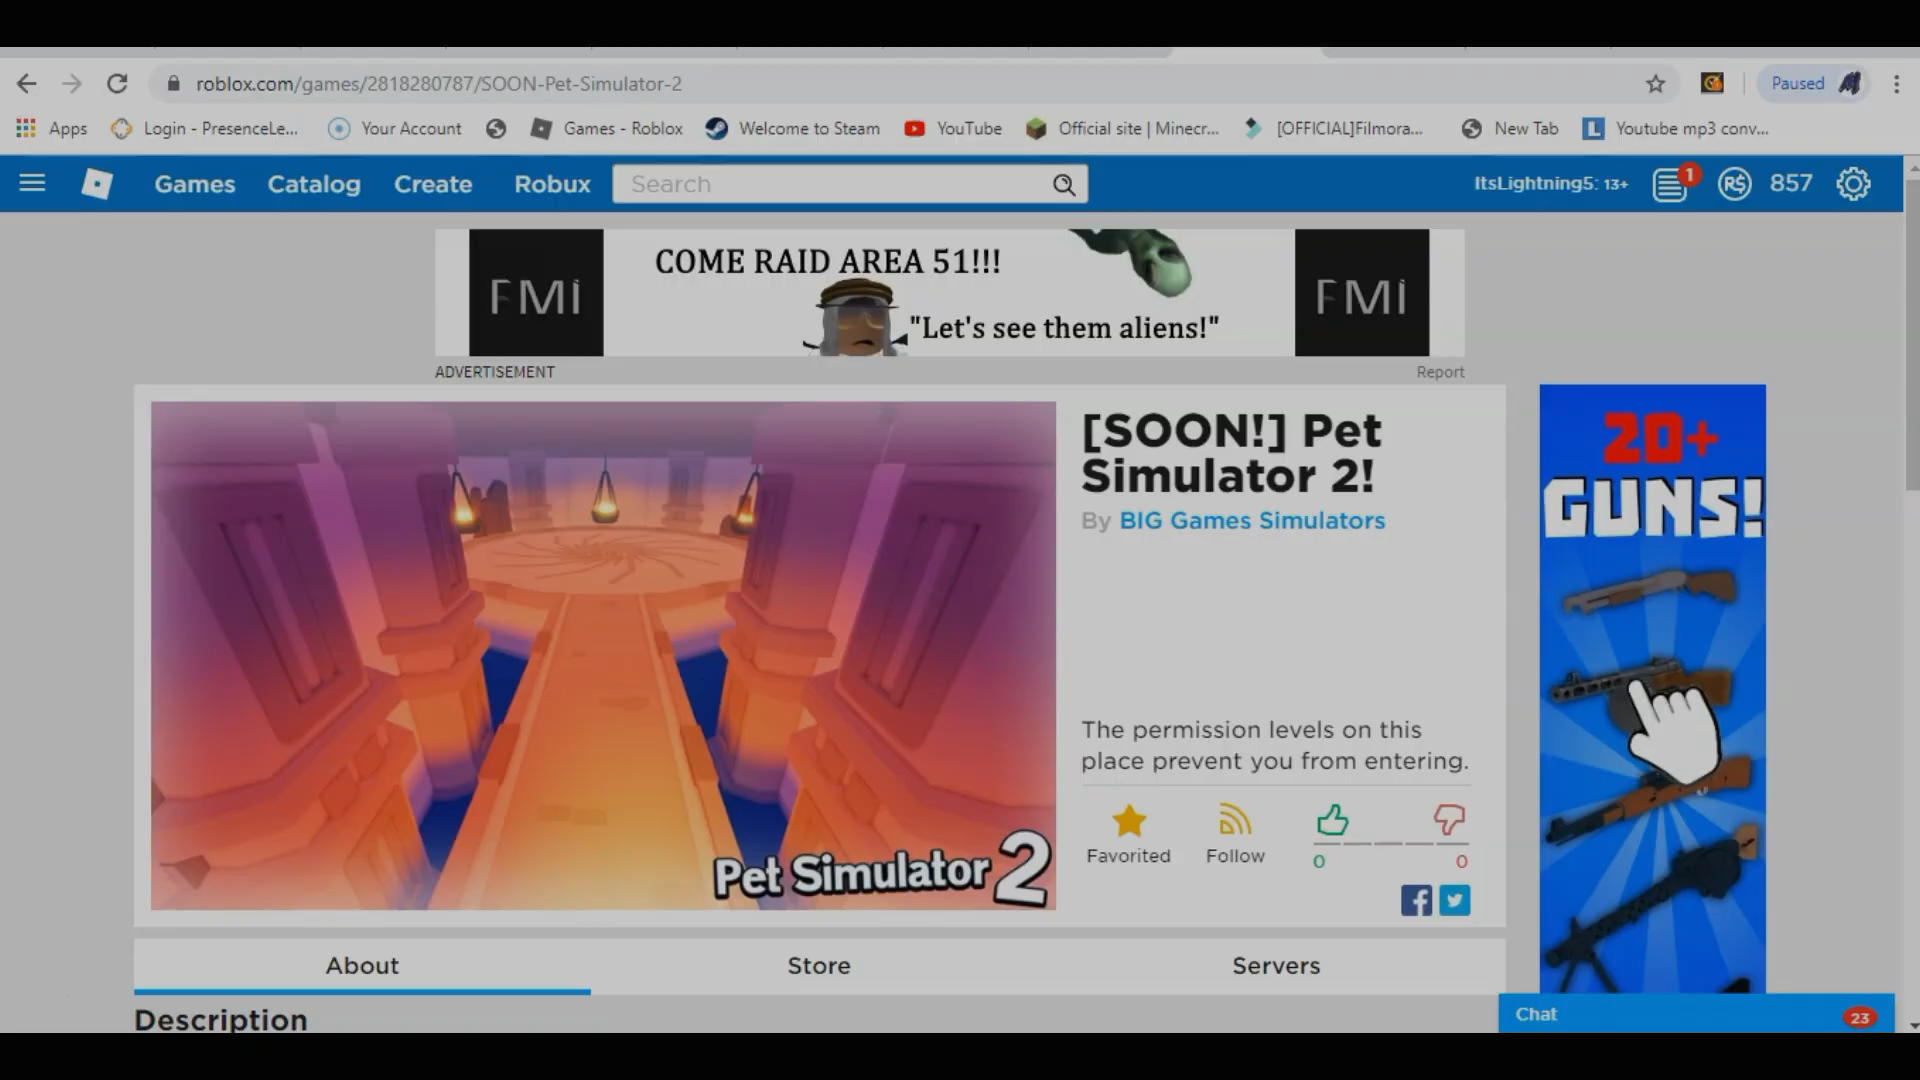 roblox.com/games/2818280787/SOON-Pet-Simulator-2
Paused
Apps
Login - PresenceLe...
Your Account
Games - Roblox
Welcome to Steam
YouTube
Official site | Minecr...
[OFFICIAL]Filmora...
New Tab
L
Youtube mp3 conv...
Games
Catalog
Create
Robux
Search
ItsLightning5: 13+
1
R$
857
FMI
COME RAID AREA 51!!!
"Let's see them aliens!"
FMI
ADVERTISEMENT
Report
[SOON!] Pet
Simulator 2!
By BIG Games Simulators
The permission levels on this
place prevent you from entering.
Favorited
Follow
0
0
Pet Simulator 2
20+
GUNS!
About
Store
Servers
Description
Chat
23